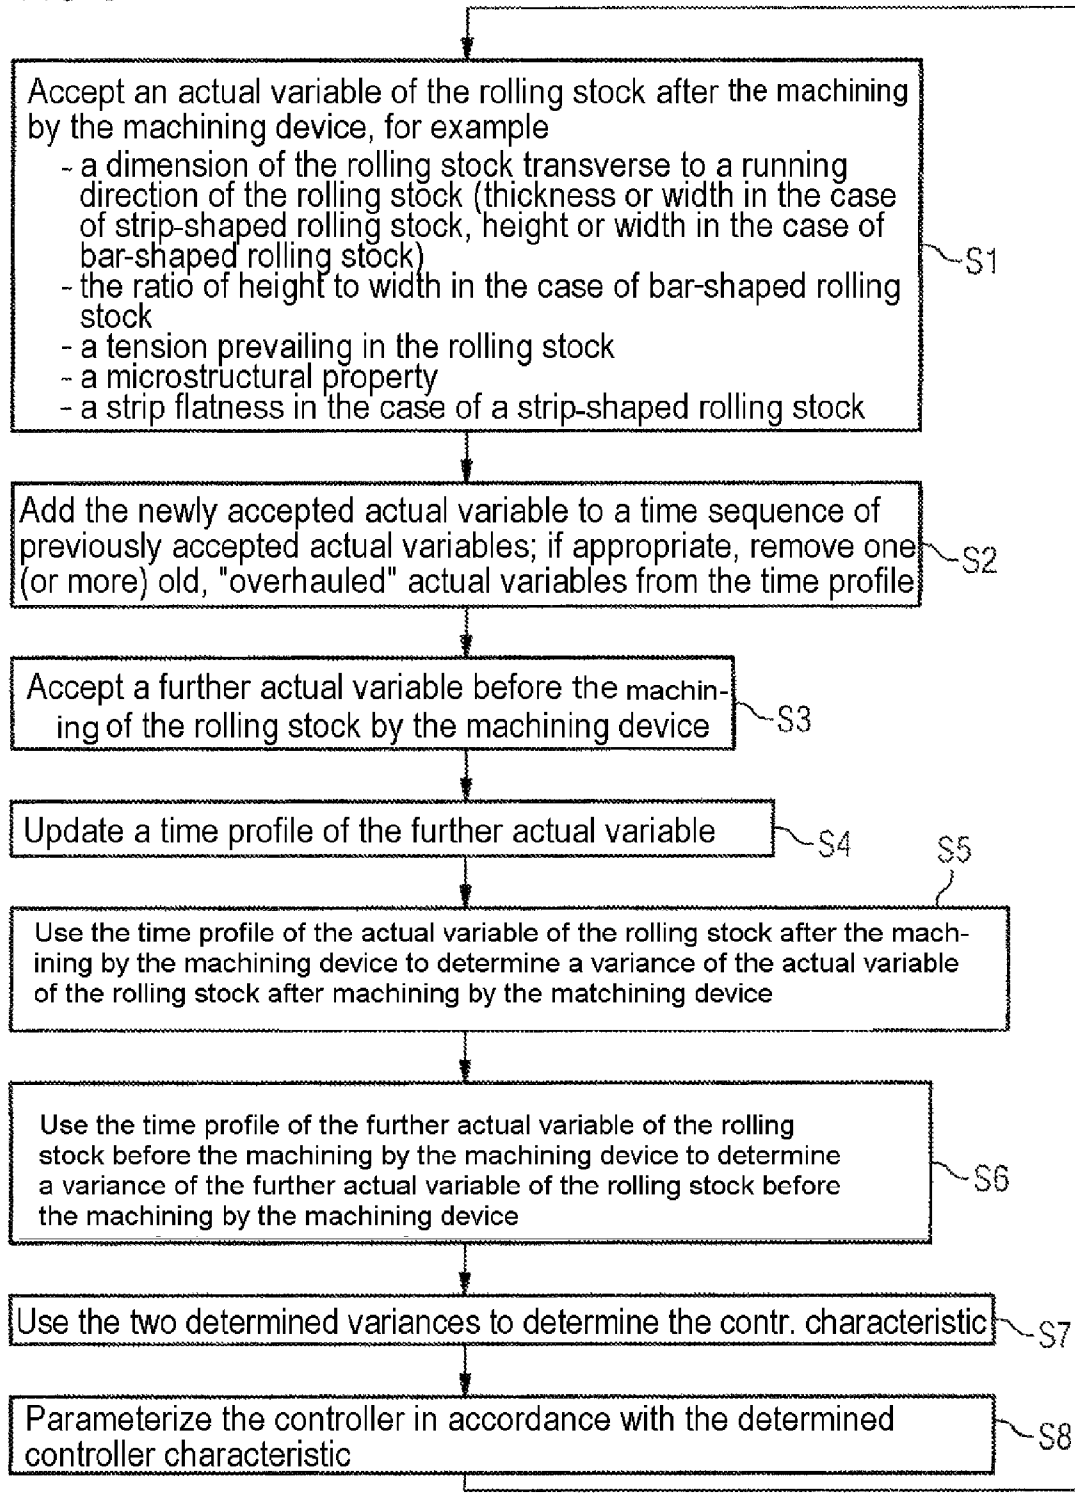 Accept an actual variable of the rolling stock after the machining
by the machining device, for example
- a dimension of the rolling stock transverse to a running
direction of the rolling stock (thickness or width in the case
of strip-shaped rolling stock, height or width in the case of
bar-shaped rolling stock)
- the ratio of height to width in the case of bar-shaped rolling
stock
- a tension prevailing in the rolling stock
- a microstructural property
- a strip flatness in the case of a strip-shaped rolling stock
S1
Add the newly accepted actual variable to a time sequence of
previously accepted actual variables; if appropriate, remove one
(or more) old, "overhauled" actual variables from the time profile
S2
Accept a further actual variable before the machin-
ing of the rolling stock by the machining device
S3
Update a time profile of the further actual variable
S4
S5
Use the time profile of the actual variable of the rolling stock after the mach-
ining by the machining device to determine a variance of the actual variable
of the rolling stock after machining by the matchining device
Use the time profile of the further actual variable of the rolling
stock before the machining by the machining device to determine
a variance of the further actual variable of the rolling stock before
the machining by the machining device
S6
Use the two determined variances to determine the contr. characteristic
S7
Parameterize the controller in accordance with the determined
controller characteristic
S8